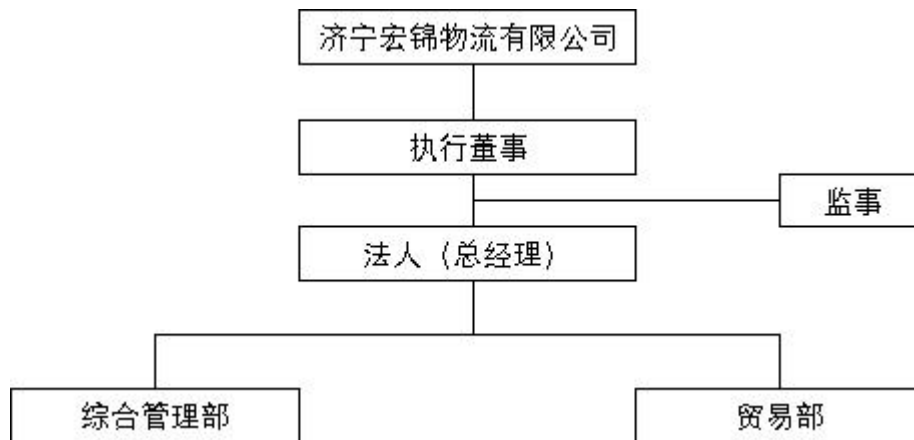 济宁宏锦物流有限公司
执行董事
监事
法人（总经理）
综合管理部
贸易部